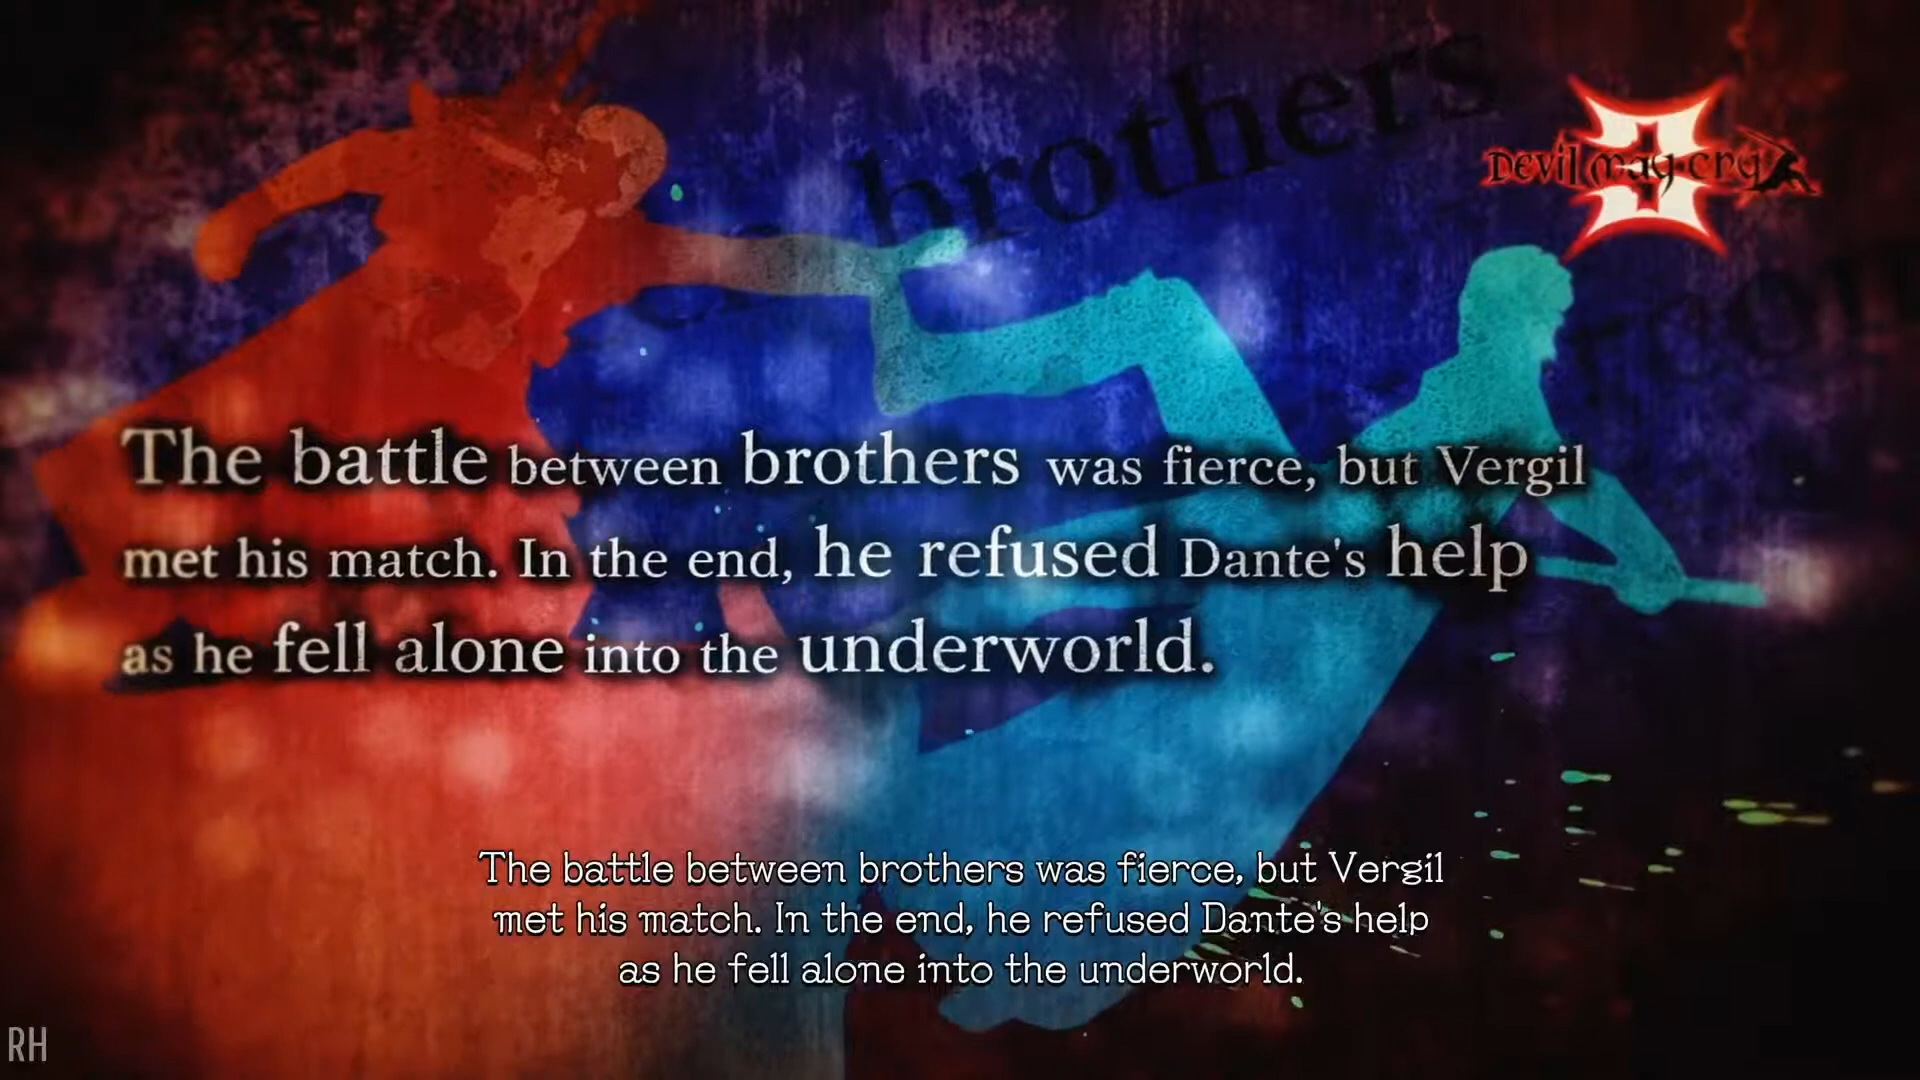 brothers
DEVil may cry
3
The battle between brothers was fierce, but Vergil
met his match. In the end, he refused Dante's help
as he fell alone into the underworld.
The battle between brothers was fierce, but Vergil
met his match. In the end, he refused Dante's help
as he fell alone into the underworld.
RH